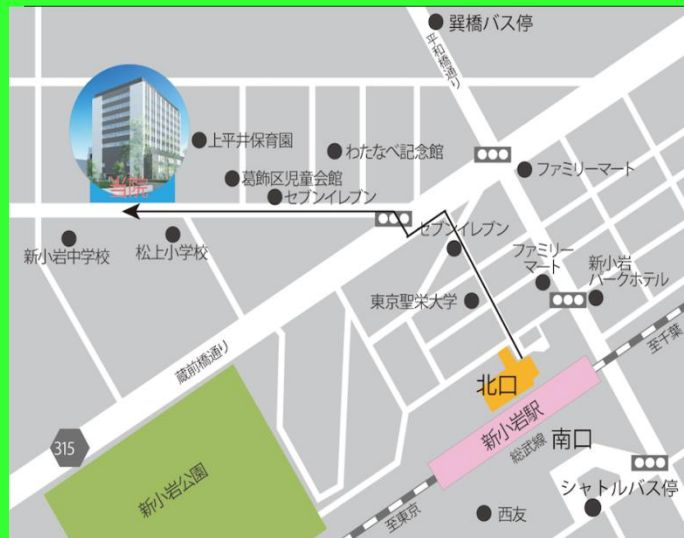 巽橋バス停
平和橋通り
上平井保育園
わたなべ記念館
ファミリーマート
葛飾区児童会館
セブンイレブン
当院
新小岩中学校
松上小学校
セブンイレブン
ファミリー
マート
新小岩
パークホテル
東京聖栄大学
蔵前橋通り
至千葉
北口
新小岩駅
総武線
南口
315
新小岩公園
シャトルバス停
至東京
西友